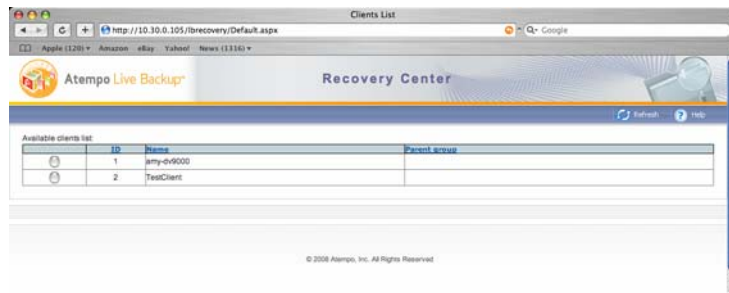 Clients List
http://10.30.0.105/lbrecovery/Default.aspx
Q- Google
Apple (120) Amazon eBay Yahoo! News (1316)
Atempo Live Backup
Recovery Center
Refresh ? Help
Available clients list
ID Name Parent group
1 amy-dv9000
2 TestClient
© 2008 Atempo, Inc. All Rights Reserved